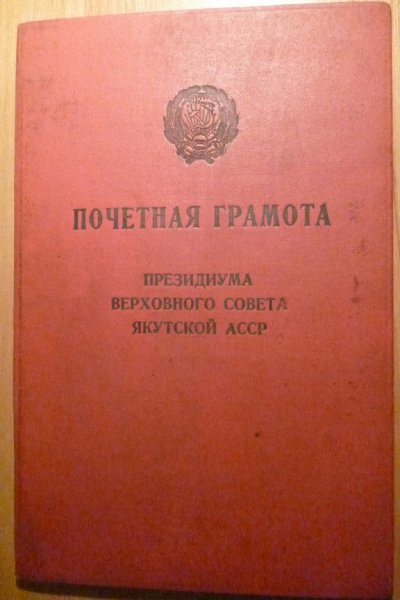 ПОЧЕТНАЯ ГРАМОТА
ПРЕЗИДИУМА
ВЕРХОВНОГО СОВЕТА
ЯКУТСКОЙ АССР